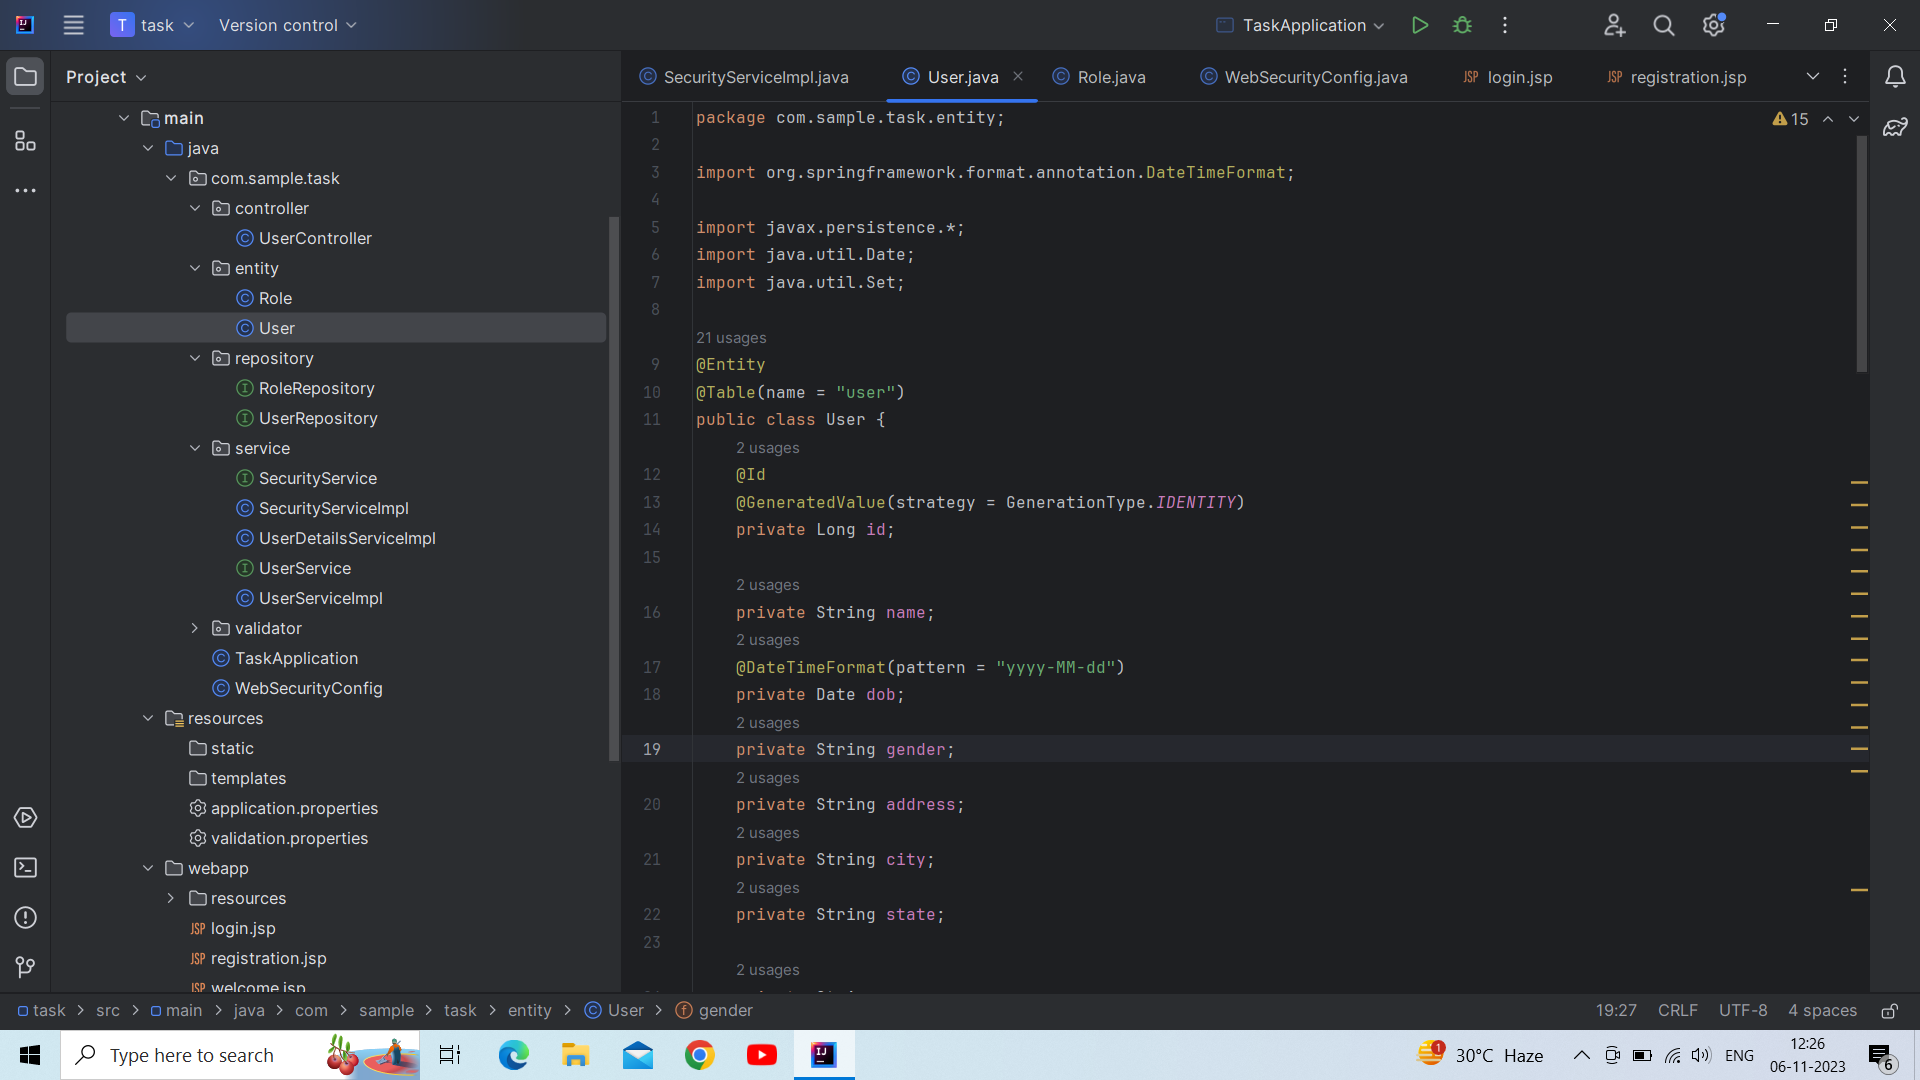 T task Version control TaskApplication
Project
main
java
com.sample.task
controller
UserController
entity
Role
User
repository
RoleRepository
UserRepository
service
SecurityService
SecurityServiceImpl
UserDetailsServiceImpl
UserService
UserServiceImpl
validator
TaskApplication
WebSecurityConfig
resources
static
templates
application.properties
validation.properties
webapp
resources
JSP login.jsp
JSP registration.jsp
JSP welcome.jsp
SecurityServiceImpl.java User.java Role.java WebSecurityConfig.java JSP login.jsp JSP registration.jsp
15
1 package com.sample.task.entity;
2
3 import org.springframework.format.annotation.DateTimeFormat;
4
5 import javax.persistence.*;
6 import java.util.Date;
7 import java.util.Set;
8
21 usages
9 @Entity
10 @Table(name = "user")
11 public class User {
2 usages
12 @Id
13 @GeneratedValue(strategy = GenerationType.IDENTITY)
14 private Long id;
15
2 usages
16 private String name;
2 usages
17 @DateTimeFormat(pattern = "yyyy-MM-dd")
18 private Date dob;
2 usages
19 private String gender;
2 usages
20 private String address;
2 usages
21 private String city;
2 usages
22 private String state;
23
2 usages
task > src > main > java > com > sample > task > entity > User > gender 19:27 CRLF UTF-8 4 spaces
Type here to search 1 30°C Haze ENG 12:26
06-11-2023 6